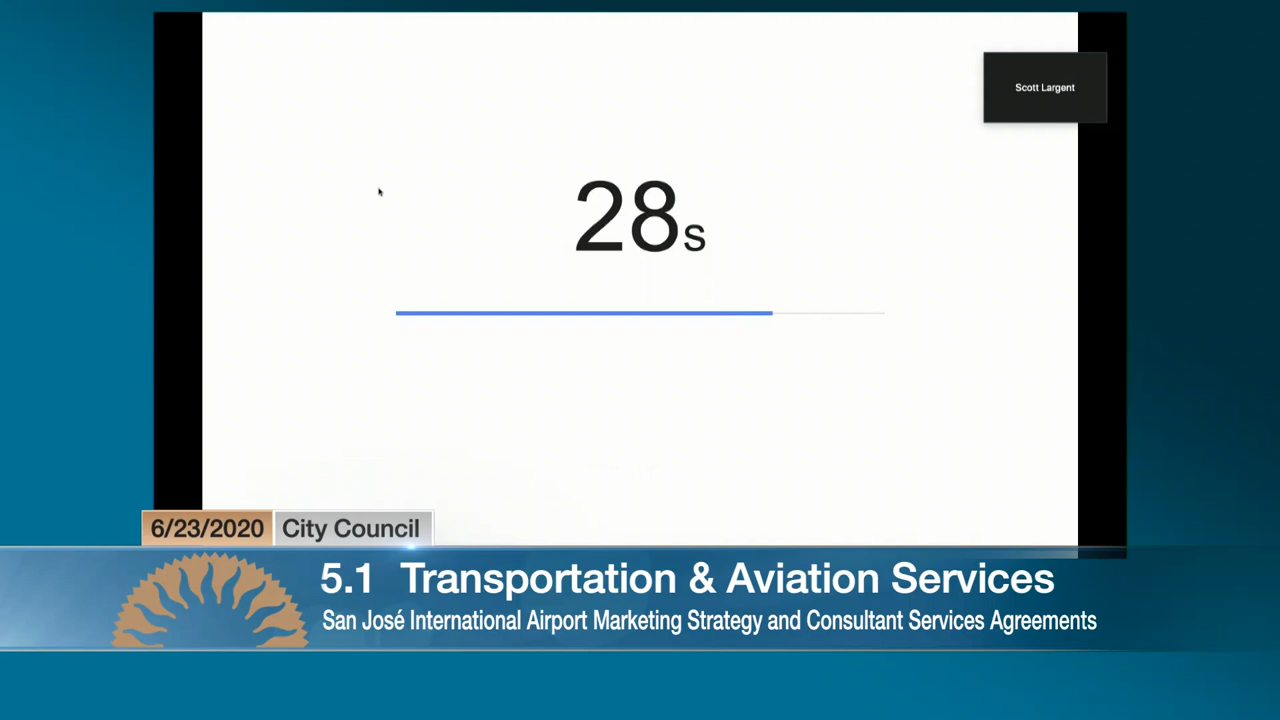 Scott Largent
28s
6/23/2020 City Council
5.1 Transportation & Aviation Services
San José International Airport Marketing Strategy and Consultant Services Agreements